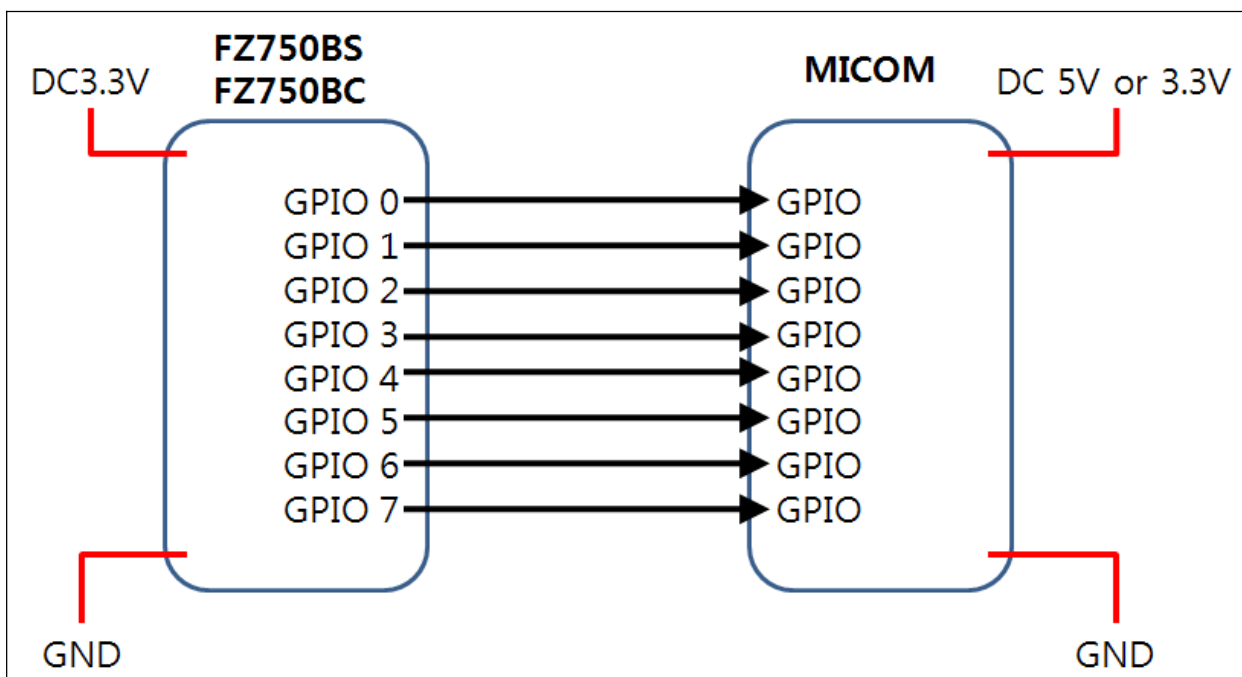 FZ750BS
FZ750BC
MICOM
DC3.3V
DC 5V or 3.3V
GPIO 0
GPIO
GPIO 1
GPIO
GPIO 2
GPIO
GPIO 3
GPIO
GPIO 4
GPIO
GPIO 5
GPIO
GPIO 6
GPIO
GPIO 7
GPIO
GND
GND